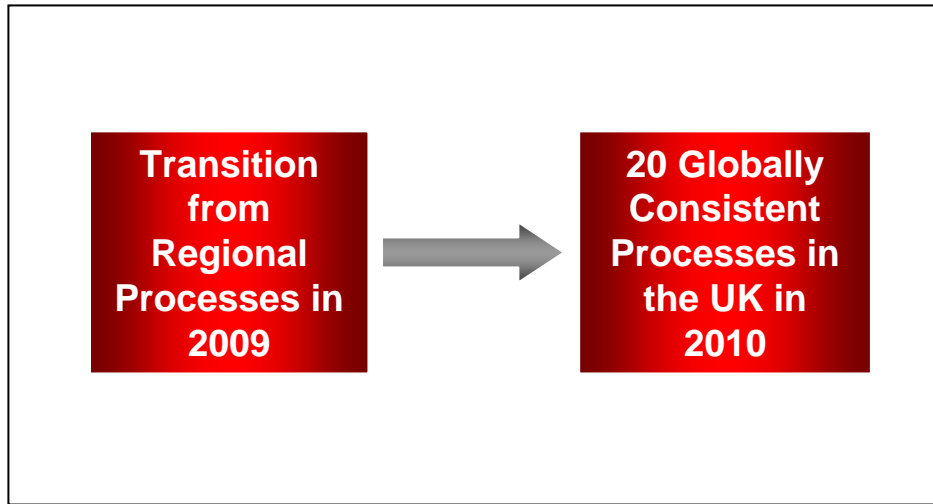 Transition
from
Regional
Processes in
2009
20 Globally
Consistent
Processes in
the UK in
2010